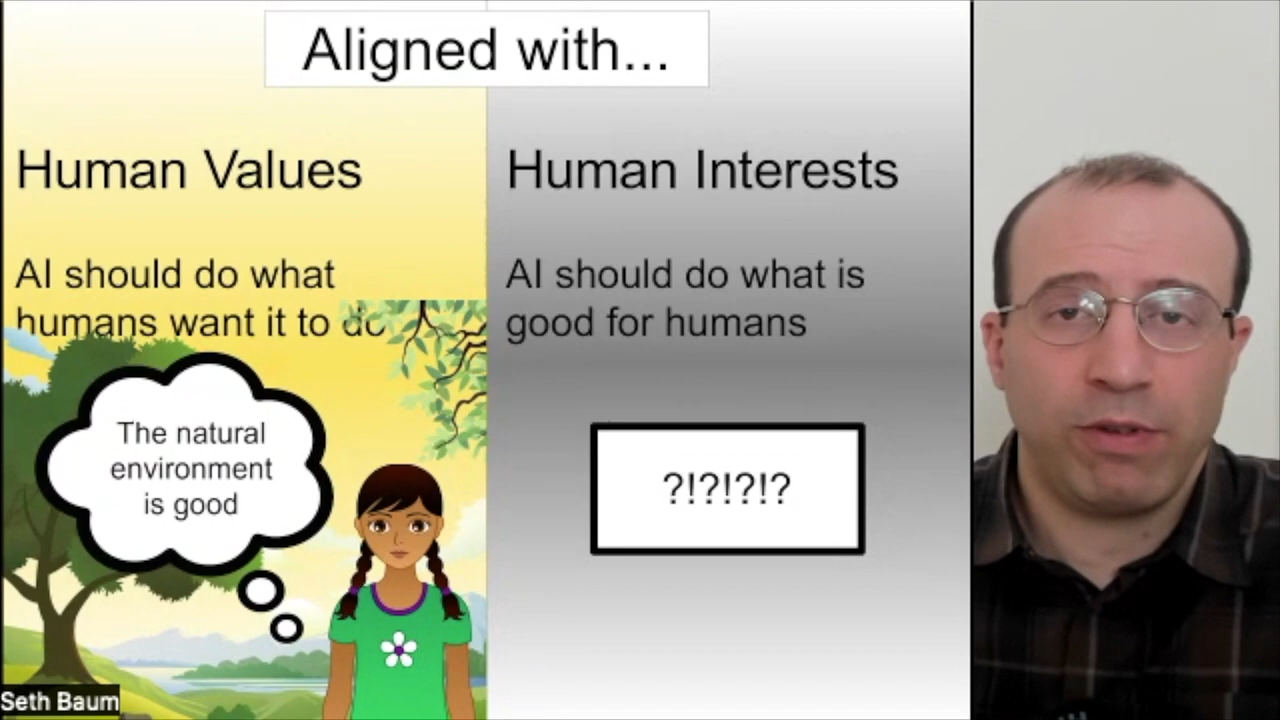 Aligned with...
Human Values
AI should do what
humans want it to do
The natural
environment
is good
Human Interests
AI should do what is
good for humans
?!?!?!?
Seth Baum